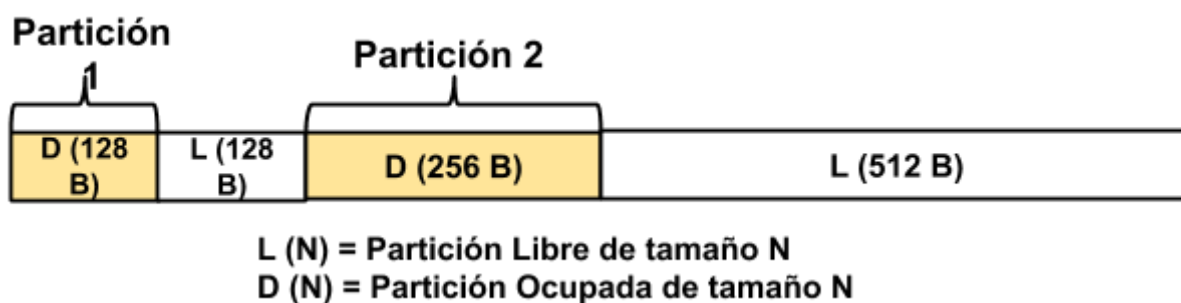 Partición
1
Partición 2
D (128
B)
L (128
B)
D (256 B)
L (512 B)
L (N) = Partición Libre de tamaño N
D (N) = Partición Ocupada de tamaño N